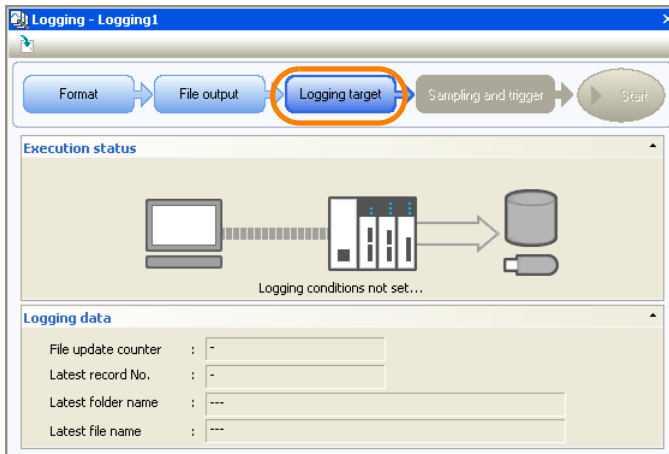 Logging - Logging1
Format
File output
Logging target
Sampling and trigger
Start
Execution status
Logging conditions not set...
Logging data
File update counter : -
Latest record No. : -
Latest folder name : ---
Latest file name : ---